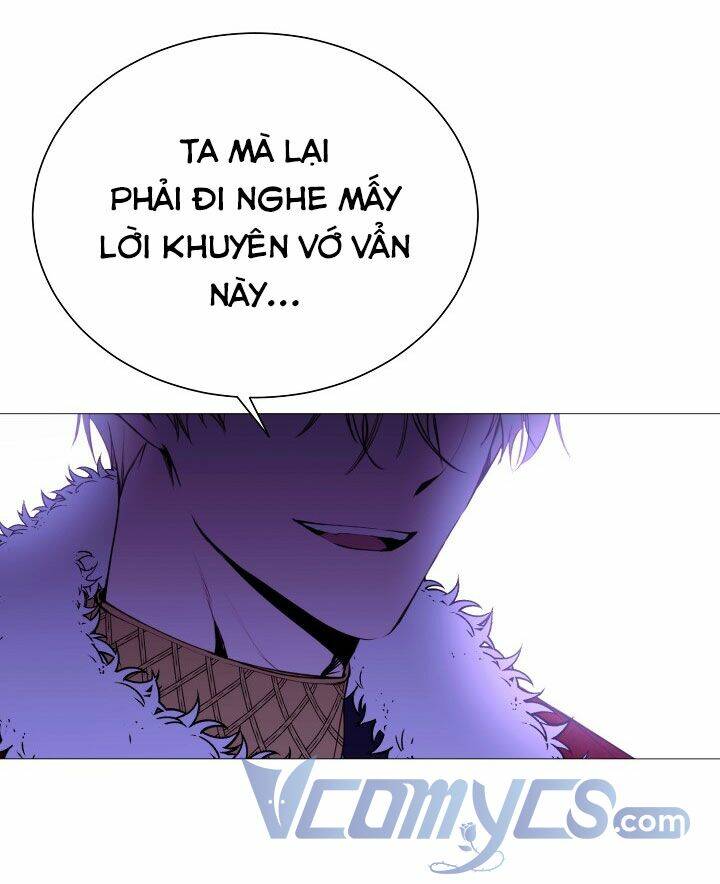 TA MÀ LẠI
PHẢI ĐI NGHE MẤY
LỜI KHUYÊN VỚ VẨN
NÀY...
VCOMYCS.com